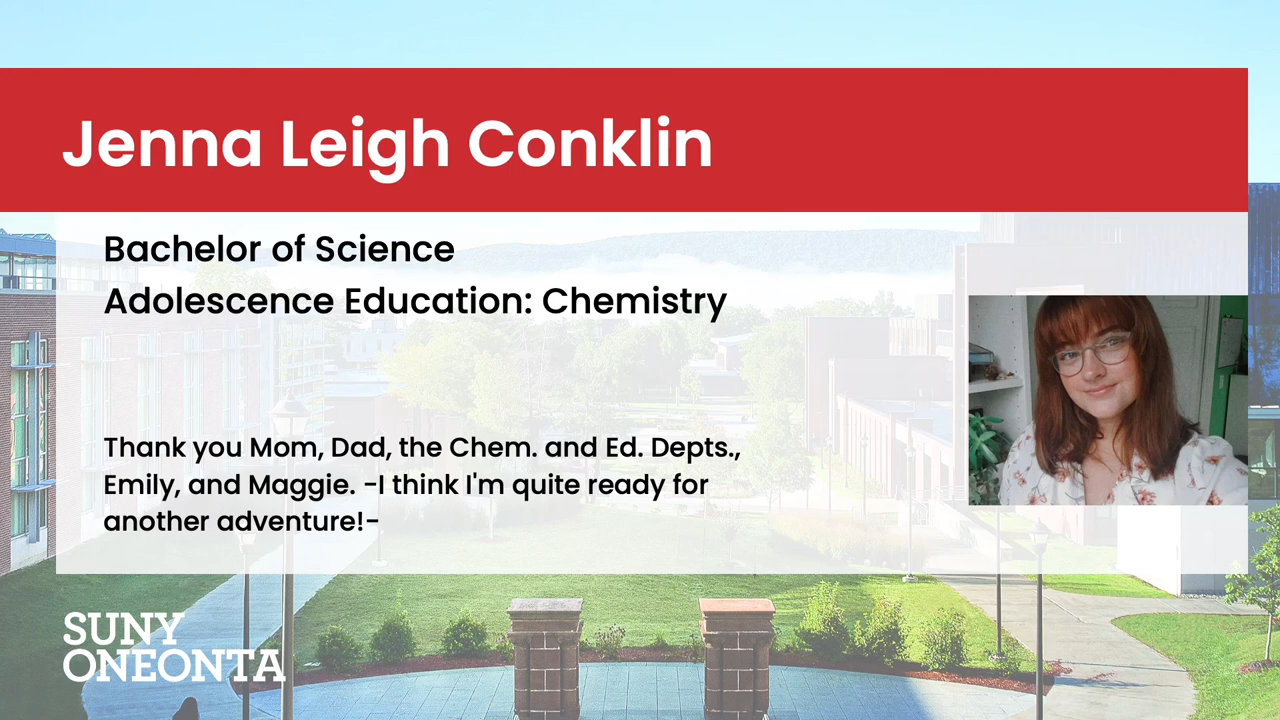 Jenna Leigh Conklin
Bachelor of Science
Adolescence Education: Chemistry
Thank you Mom, Dad, the Chem. and Ed. Depts.,
Emily, and Maggie. -I think I'm quite ready for
another adventure!-
SUNY
ONEONTA